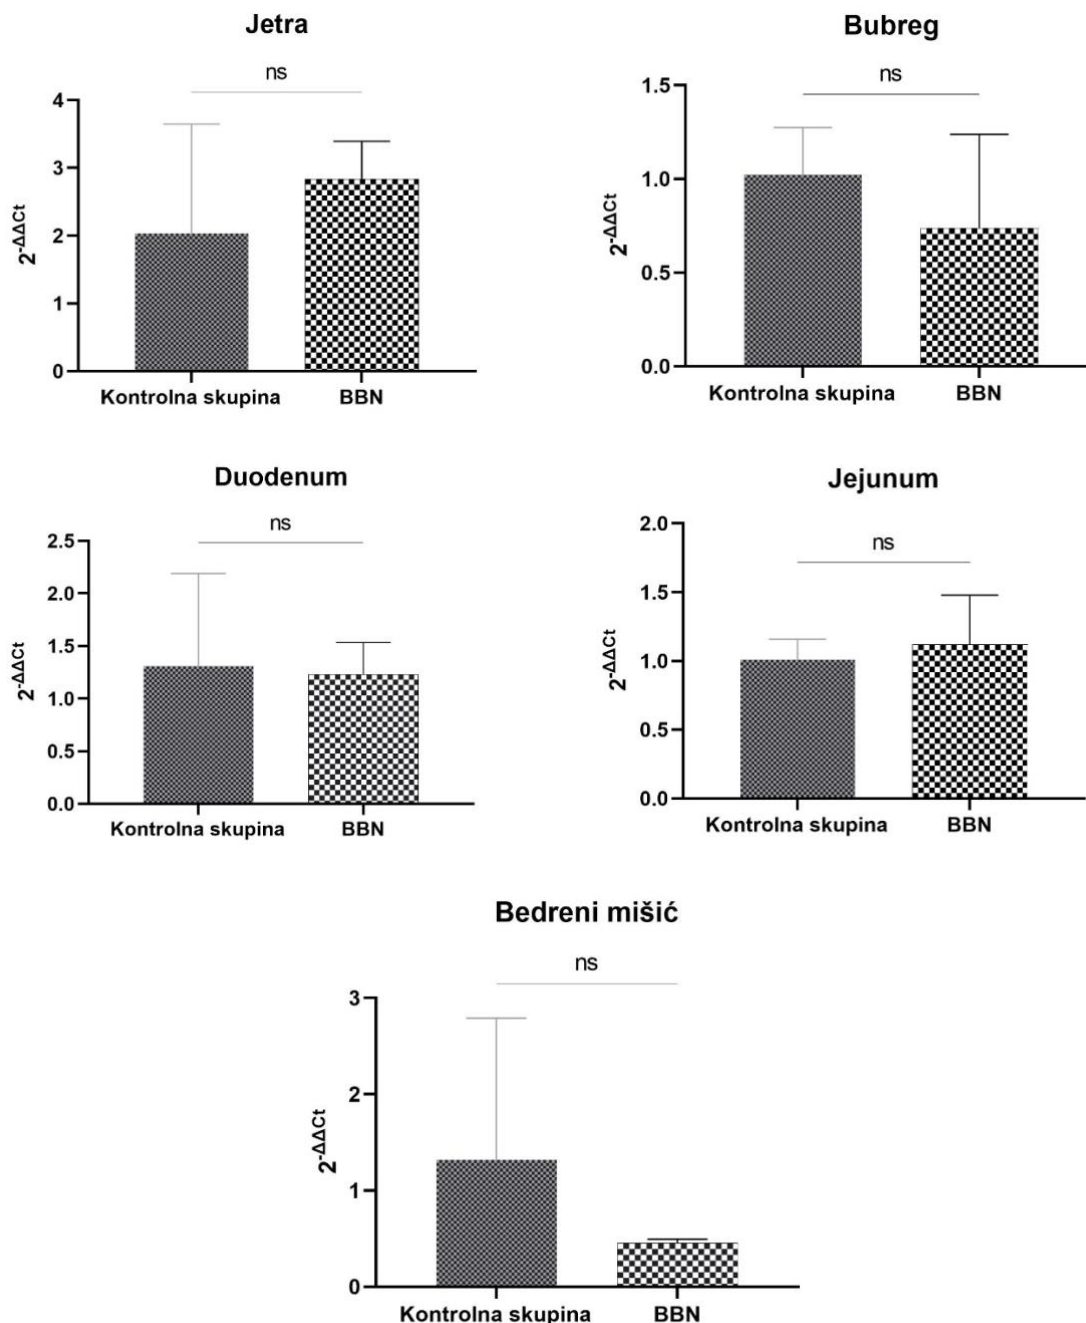 Jetra
ns
4
3
2
1
0
2^-ΔΔCt
Kontrolna skupina
BBN
Bubreg
ns
1.5
1.0
0.5
0.0
2^-ΔΔCt
Kontrolna skupina
BBN
Duodenum
ns
2.5
2.0
1.5
1.0
0.5
0.0
2^-ΔΔCt
Kontrolna skupina
BBN
Jejunum
ns
2.0
1.5
1.0
0.5
0.0
2^-ΔΔCt
Kontrolna skupina
BBN
Bedreni mišić
ns
3
2
1
0
2^-ΔΔCt
Kontrolna skupina
BBN